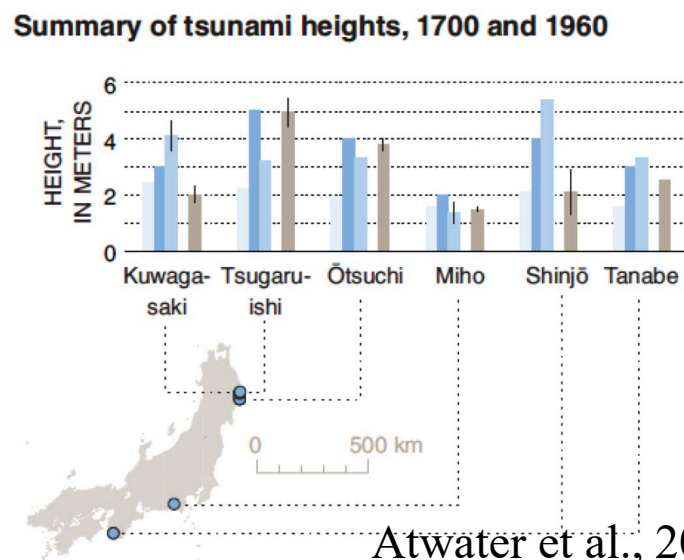 Summary of tsunami heights, 1700 and 1960
HEIGHT,
IN METERS
6
4
2
0
Kuwaga-
saki
Tsugaru-
ishi
Ōtsuchi
Miho
Shinjō
Tanabe
0 500 km
Atwater et al., 20